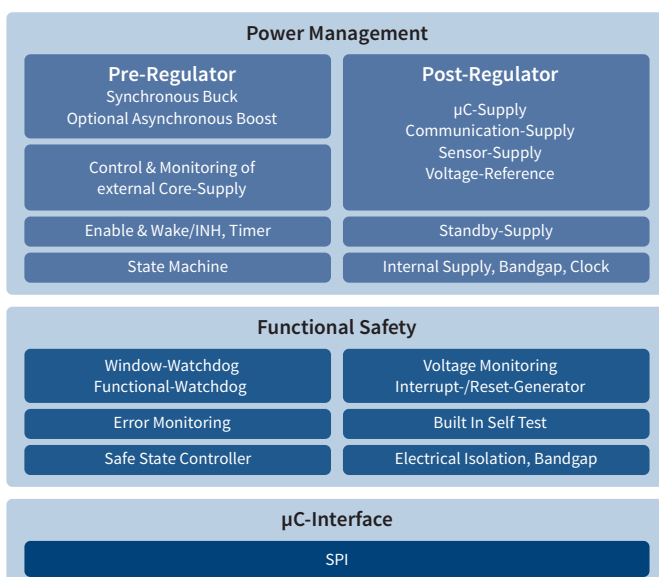 Power Management
Pre-Regulator
Synchronous Buck
Optional Asynchronous Boost
Control & Monitoring of
external Core-Supply
Enable & Wake/INH, Timer
State Machine
Post-Regulator
µC-Supply
Communication-Supply
Sensor-Supply
Voltage-Reference
Standby-Supply
Internal Supply, Bandgap, Clock
Functional Safety
Window-Watchdog
Functional-Watchdog
Error Monitoring
Safe State Controller
Voltage Monitoring
Interrupt-/Reset-Generator
Built In Self Test
Electrical Isolation, Bandgap
µC-Interface
SPI